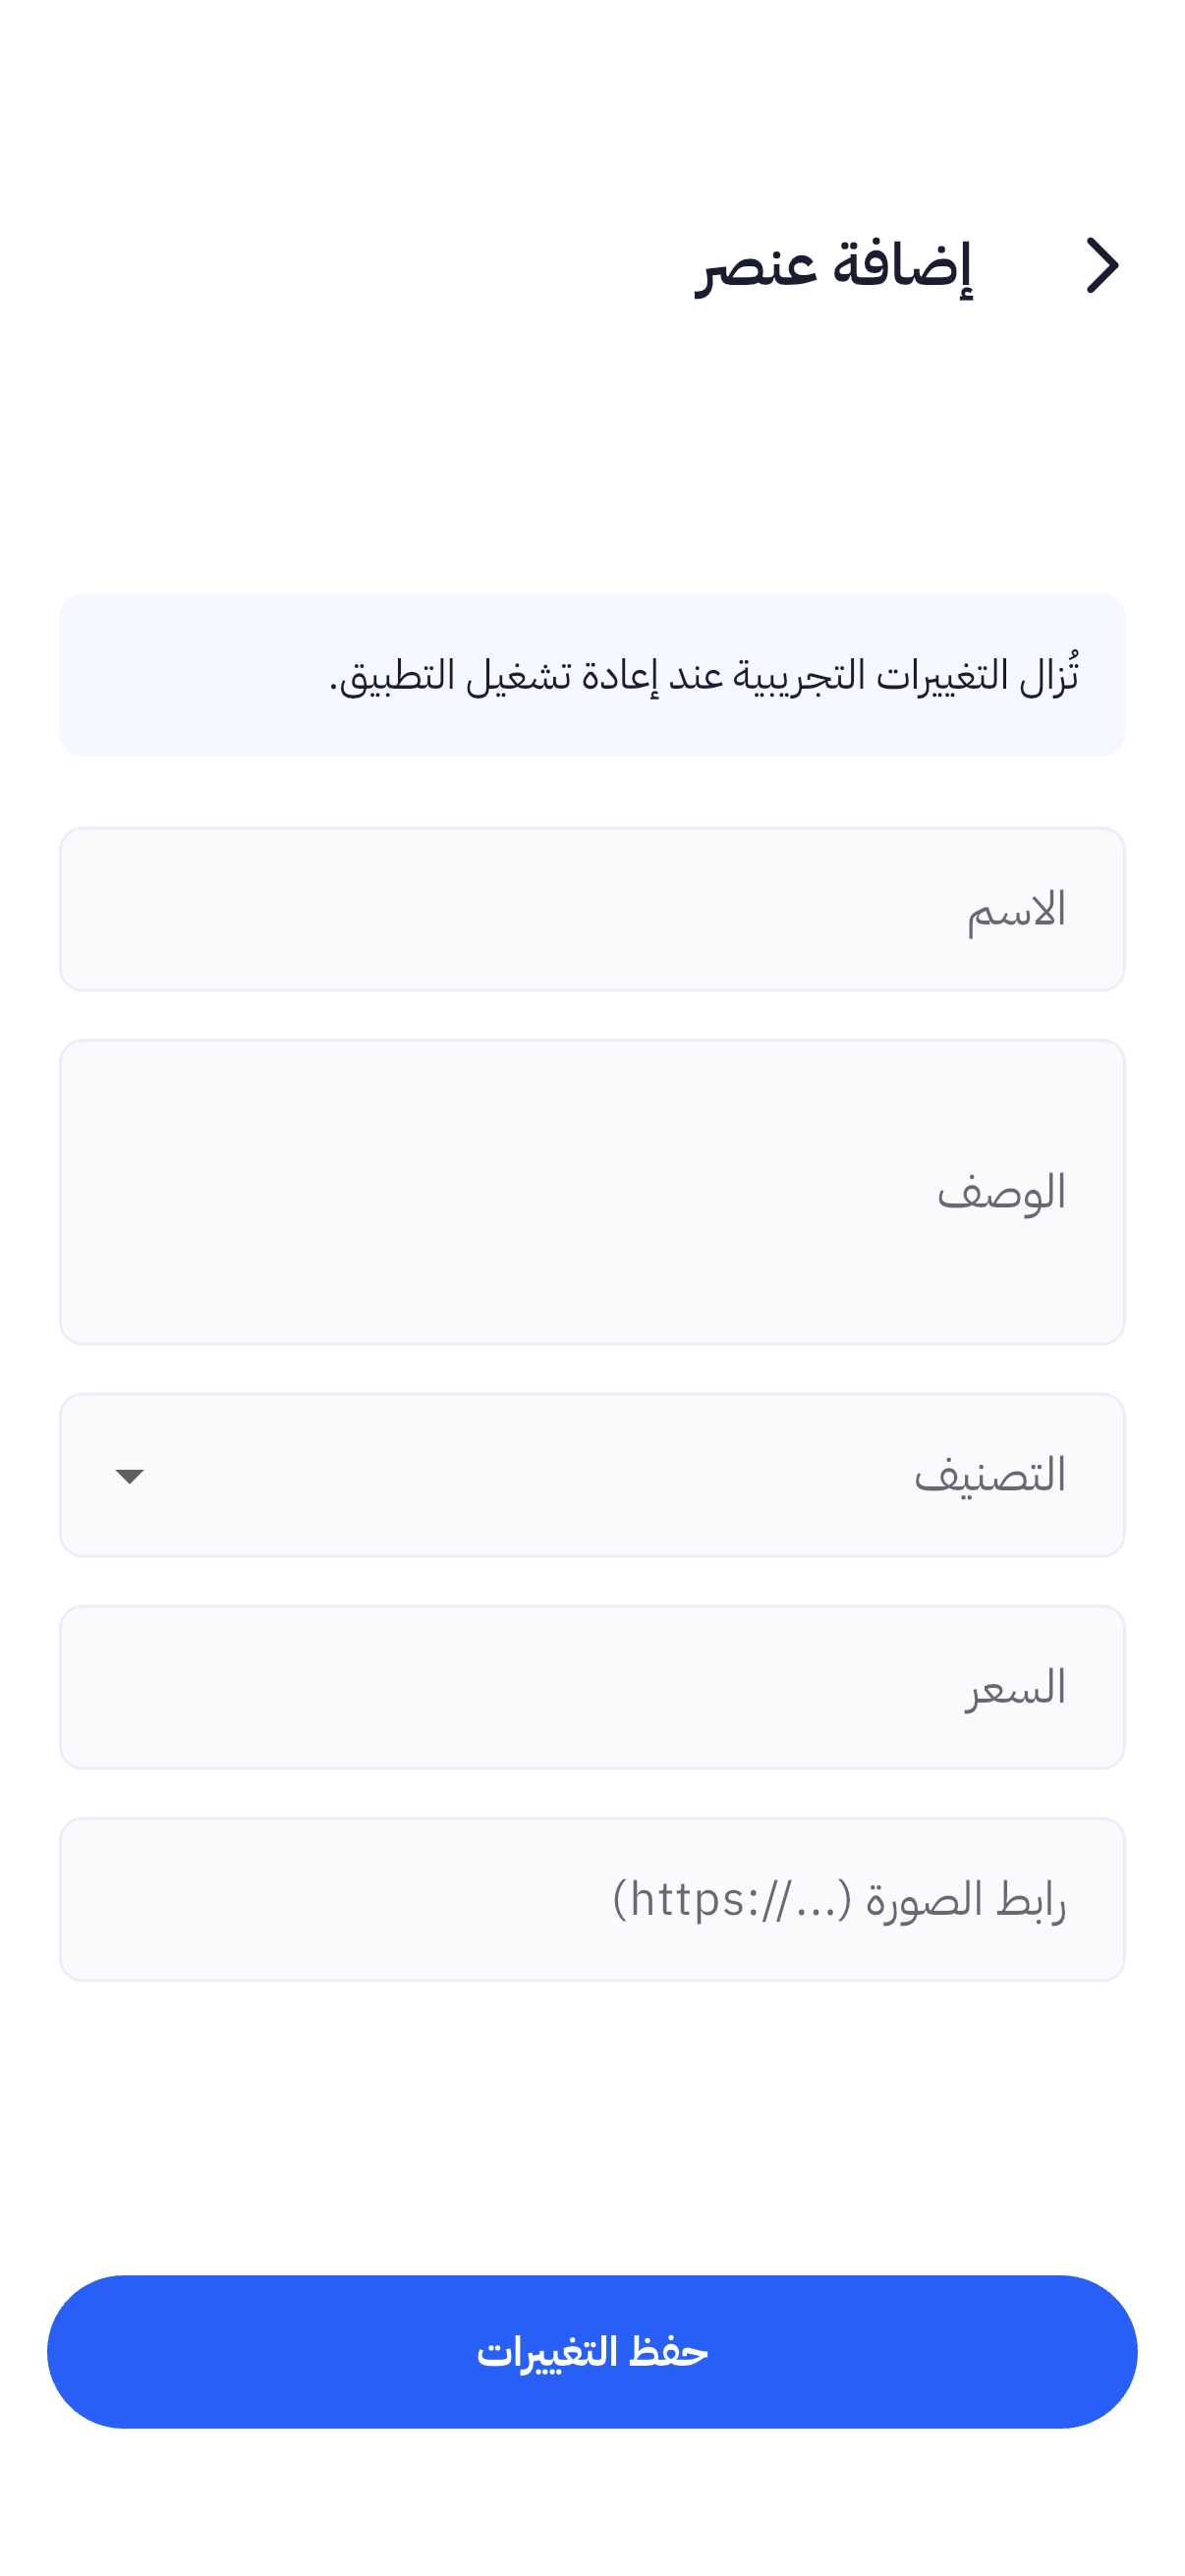 إضافة عنصر
تُزال التغييرات التجريبية عند إعادة تشغيل التطبيق.
الاسم
الوصف
التصنيف
السعر
رابط الصورة (https://...)
حفظ التغييرات